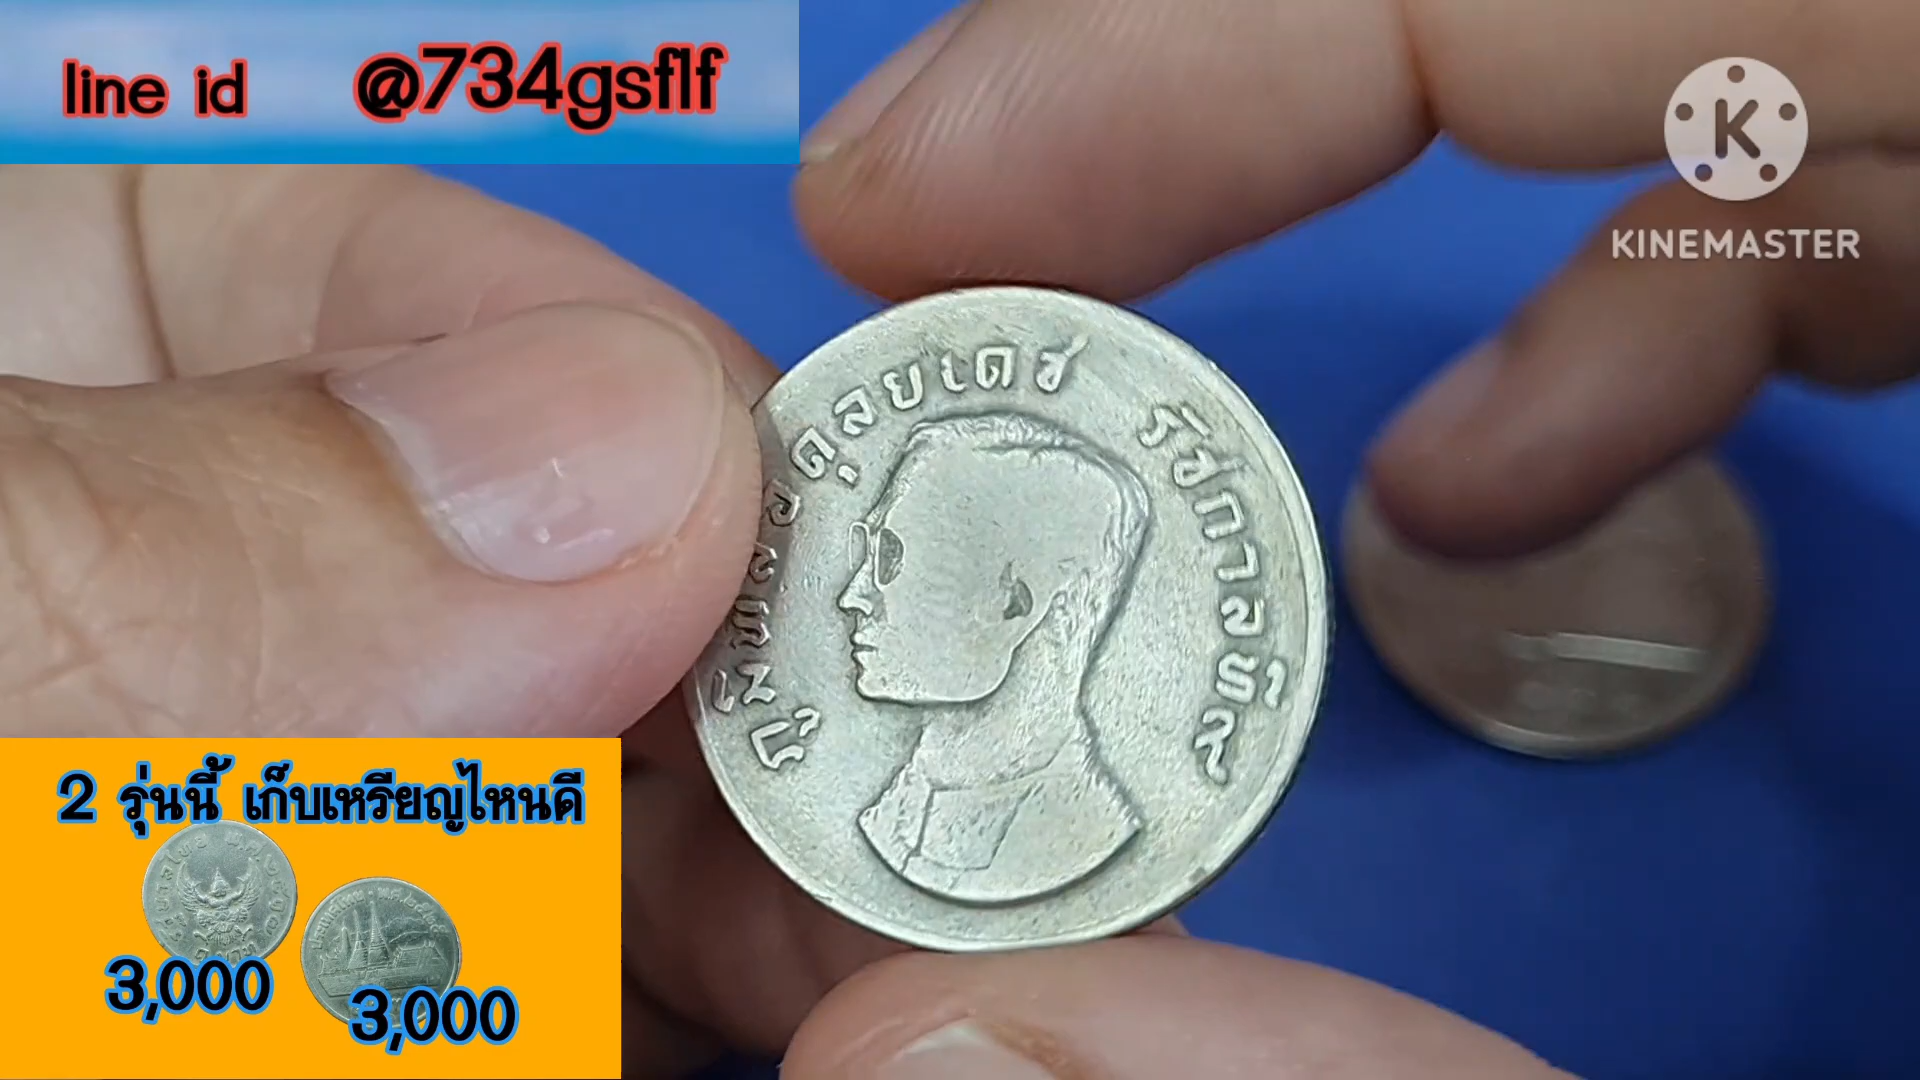 line id @734gsflf
KINEMASTER
ภูมิพลอดุลยเดช รัชกาลที่๙
2 รุ่นนี้ เก็บเหรียญไหนดี
3,000
3,000